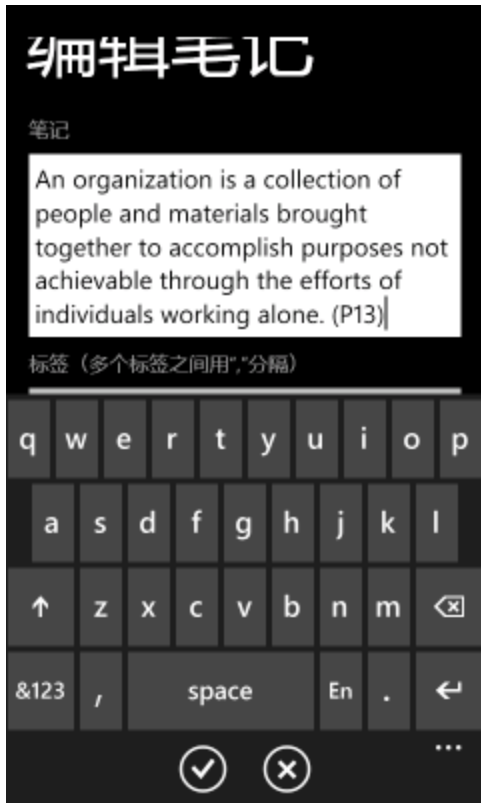 编辑笔记
笔记
An organization is a collection of
people and materials brought
together to accomplish purposes not
achievable through the efforts of
individuals working alone. (P13)
标签（多个标签之间用“,”分隔）
q w e r t y u i o p
a s d f g h j k l
z x c v b n m
&123 , space En .